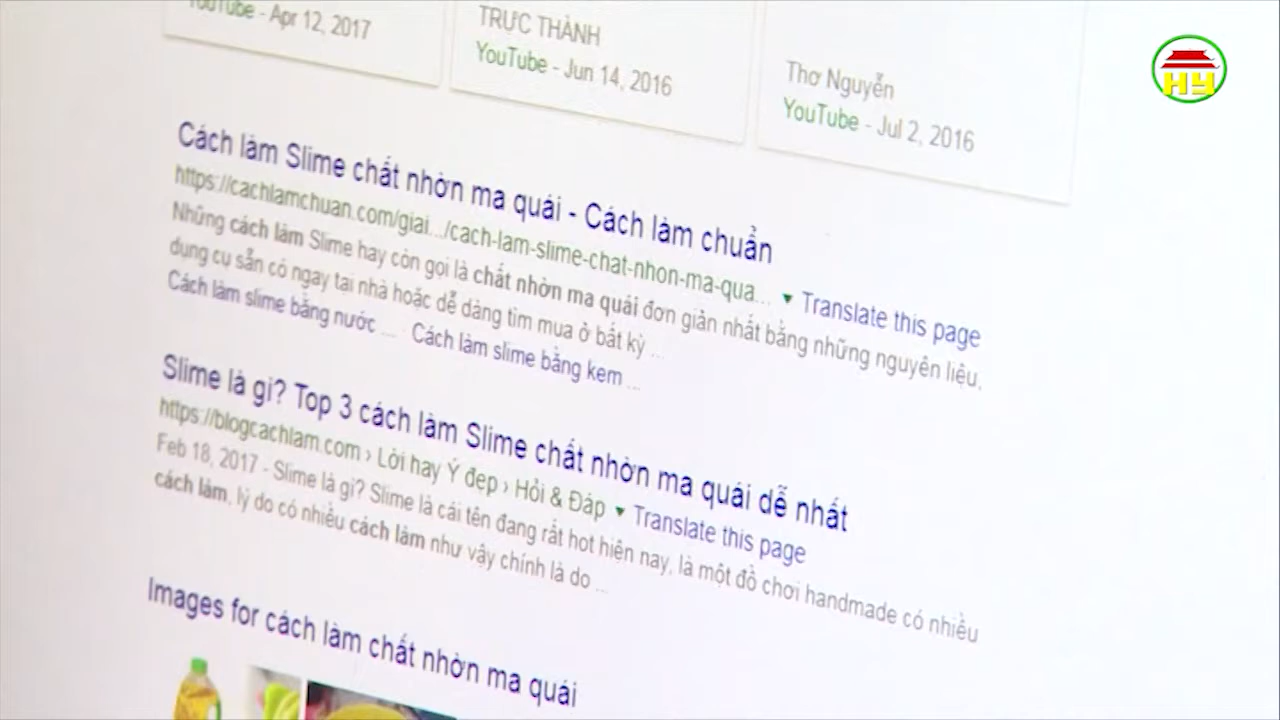 YouTube - Apr 12, 2017
TRỰC THÀNH
YouTube - Jun 14, 2016
Thơ Nguyễn
YouTube - Jul 2, 2016
HY
Cách làm Slime chất nhờn ma quái - Cách làm chuẩn
https://cachlamchuan.com/giai.../cach-lam-slime-chat-nhon-ma-qua... ▼ Translate this page
Những cách làm Slime hay còn gọi là chất nhờn ma quái đơn giản nhất bằng những nguyên liệu,
dụng cụ sẵn có ngay tại nhà hoặc dễ dàng tìm mua ở bất kỳ ...
Cách làm slime bằng nước ... Cách làm slime bằng kem ...
Slime là gì? Top 3 cách làm Slime chất nhờn ma quái dễ nhất
https://blogcachlam.com › Lời hay Ý đẹp › Hỏi & Đáp ▼ Translate this page
Feb 18, 2017 - Slime là gì? Slime là cái tên đang rất hot hiện nay, là một đồ chơi handmade có nhiều
cách làm, lý do có nhiều cách làm như vậy chính là do ...
Images for cách làm chất nhờn ma quái